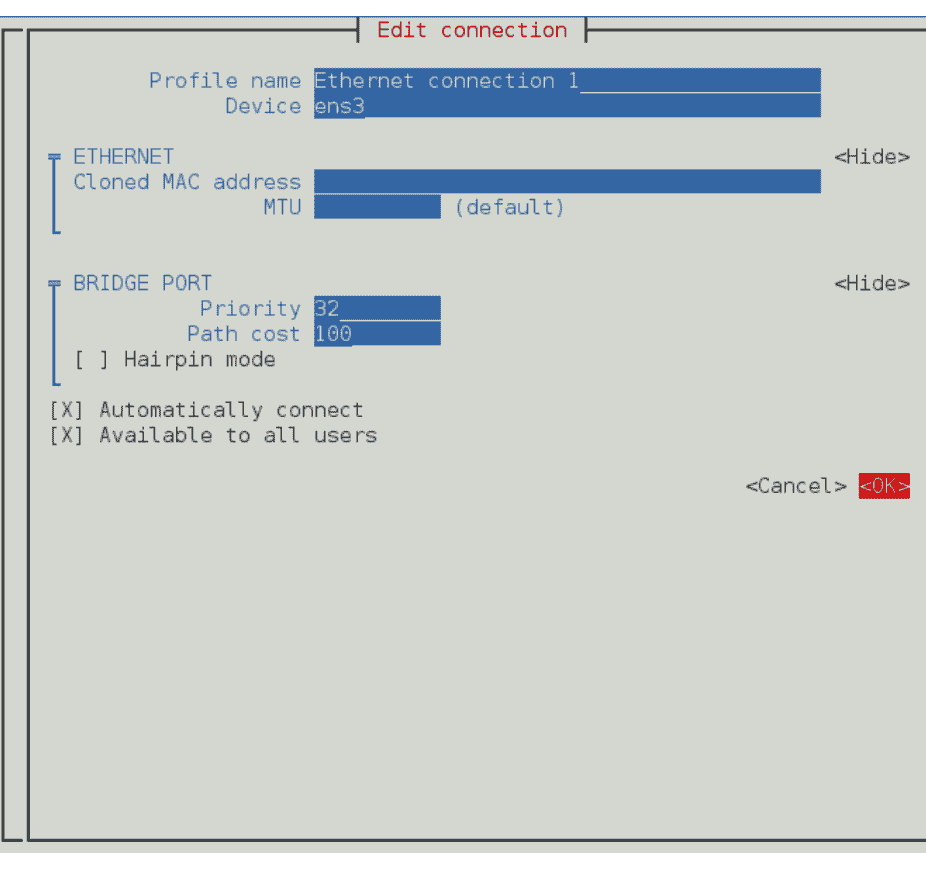 Edit connection
Profile name Ethernet connection 1
Device ens3
ETHERNET <Hide>
Cloned MAC address
MTU (default)
BRIDGE PORT <Hide>
Priority 32
Path cost 100
[ ] Hairpin mode
[X] Automatically connect
[X] Available to all users
<Cancel> <OK>